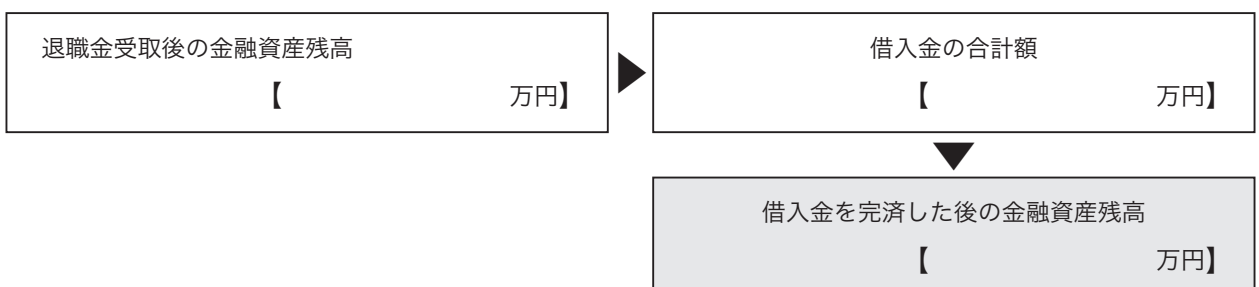 退職金受取後の金融資産残高
【 万円】
借入金の合計額
【 万円】
借入金を完済した後の金融資産残高
【 万円】